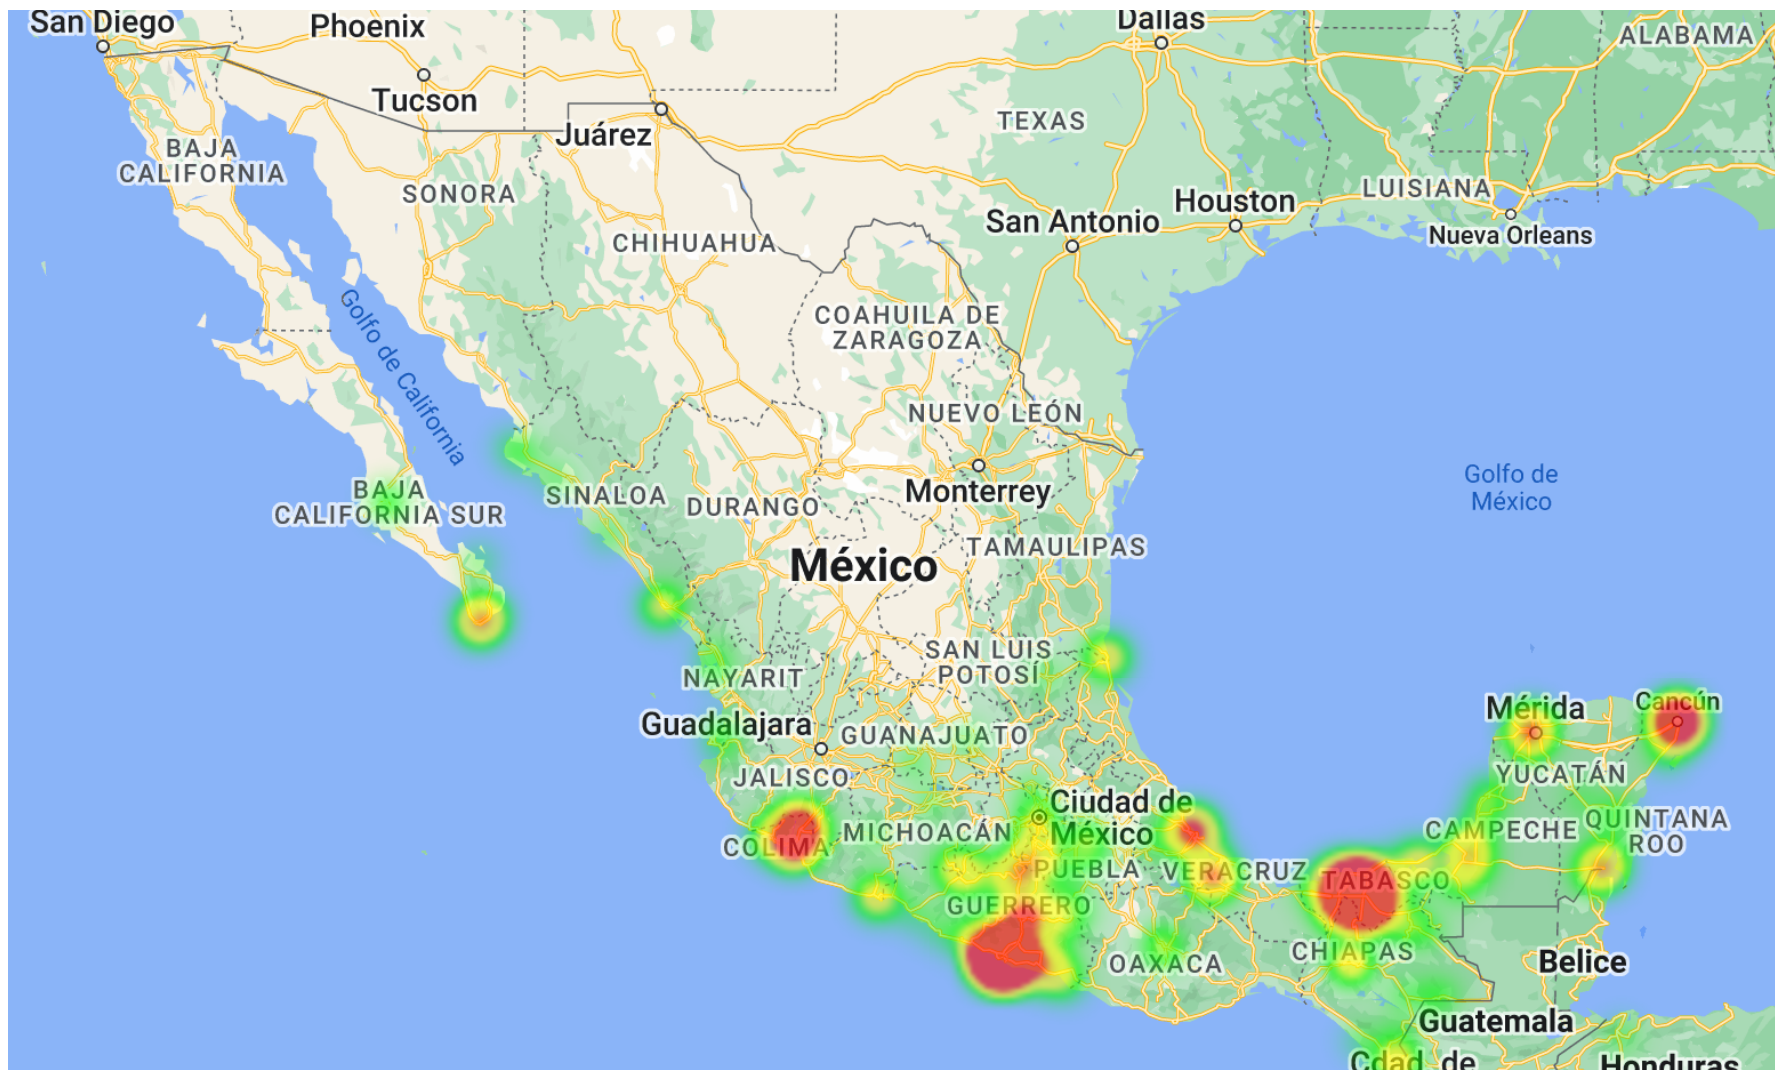 San Diego
Phoenix
Dallas
ALABAMA
Tucson
Juárez
TEXAS
BAJA
CALIFORNIA
SONORA
LUISIANA
Houston
San Antonio
Nueva Orleans
CHIHUAHUA
Golfo de California
COAHUILA DE
ZARAGOZA
NUEVO LEÓN
Golfo de
México
BAJA
CALIFORNIA SUR
SINALOA
DURANGO
Monterrey
TAMAULIPAS
México
SAN LUIS
POTOSÍ
NAYARIT
Guadalajara
GUANAJUATO
Mérida
Cancún
JALISCO
YUCATÁN
Ciudad de
México
COLIMA
MICHOACÁN
CAMPECHE
QUINTANA
ROO
PUEBLA
VERACRUZ
TABASCO
GUERRERO
OAXACA
CHIAPAS
Belice
Guatemala
Cdad. de
Honduras